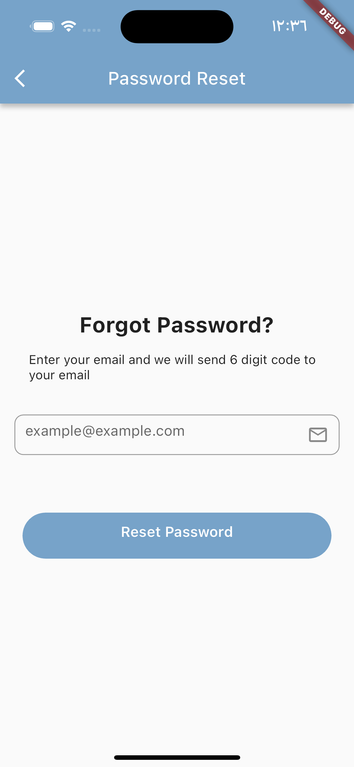 ١٢:٣٦
DEBUG
Password Reset
Forgot Password?
Enter your email and we will send 6 digit code to
your email
example@example.com
Reset Password